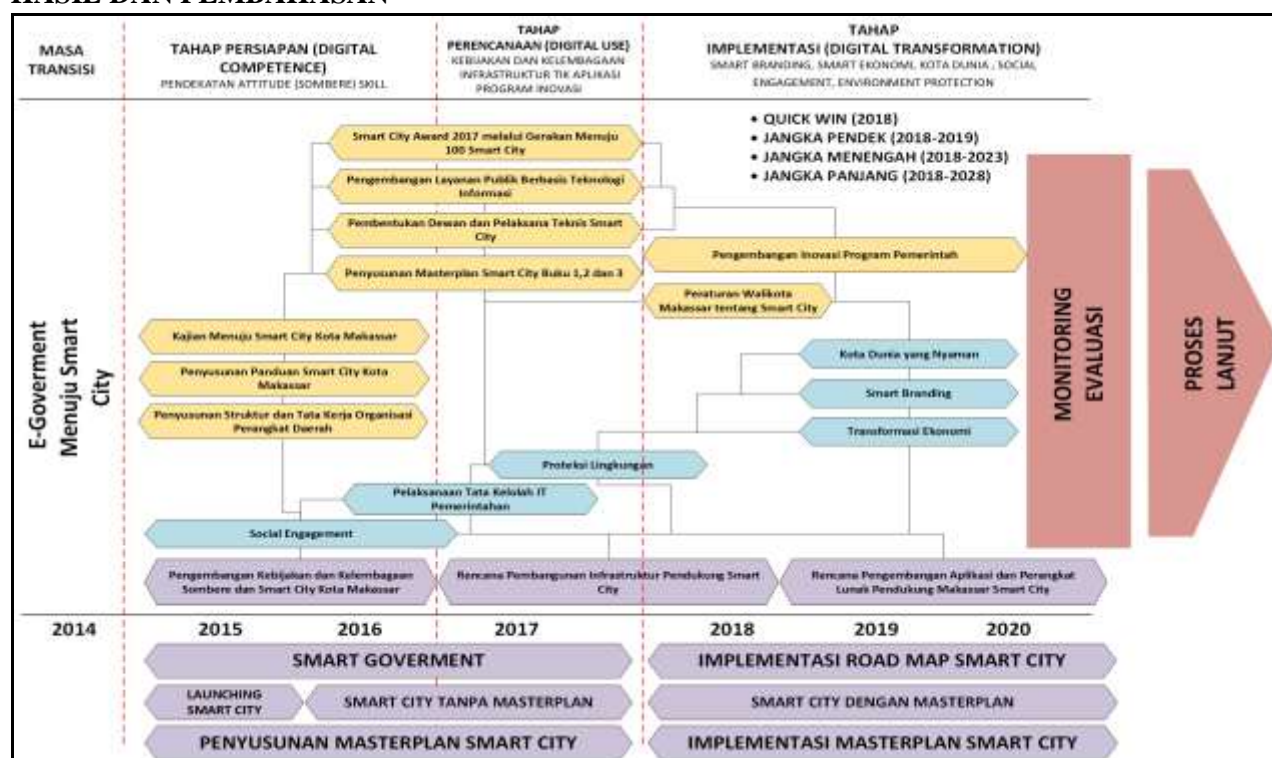 HASIL DAN PEMBAHASAN
MASA
TRANSISI
TAHAP PERSIAPAN (DIGITAL
COMPETENCE)
PENDEKATAN ATTITUDE (SOMBERE) SKILL
TAHAP
PERENCANAAN (DIGITAL USE)
KEBIJAKAN DAN KELEMBAGAAN
INFRASTRUKTUR TIK APLIKASI
PROGRAM INOVASI
TAHAP
IMPLEMENTASI (DIGITAL TRANSFORMATION)
SMART BRANDING, SMART EKONOMI, KOTA DUNIA , SOCIAL
ENGAGEMENT, ENVIRONMENT PROTECTION
• QUICK WIN (2018)
• JANGKA PENDEK (2018-2019)
• JANGKA MENENGAH (2018-2023)
• JANGKA PANJANG (2018-2028)
Smart City Award 2017 melalui Gerakan Menuju
100 Smart City
Pengembangan Layanan Publik Berbasis Teknologi
Informasi
Pembentukan Dewan dan Pelaksana Teknis Smart
City
Penyusunan Masterplan Smart City Buku 1,2 dan 3
Pengembangan Inovasi Program Pemerintah
Peraturan Walikota
Makassar tentang Smart City
E-Goverment
Menuju Smart
City
Kajian Menuju Smart City Kota Makassar
Penyusunan Panduan Smart City Kota
Makassar
Penyusunan Struktur dan Tata Kerja Organisasi
Perangkat Daerah
Kota Dunia yang Nyaman
Smart Branding
Transformasi Ekonomi
Proteksi Lingkungan
Pelaksanaan Tata Kelolah IT
Pemerintahan
Social Engagement
MONITORING
EVALUASI
PROSES
LANJUT
Pengembangan Kebijakan dan Kelembagaan
Sombere dan Smart City Kota Makassar
Rencana Pembangunan Infrastruktur Pendukung Smart
City
Rencana Pengembangan Aplikasi dan Perangkat
Lunak Pendukung Makassar Smart City
2014 2015 2016 2017 2018 2019 2020
SMART GOVERMENT
IMPLEMENTASI ROAD MAP SMART CITY
LAUNCHING
SMART CITY
SMART CITY TANPA MASTERPLAN
SMART CITY DENGAN MASTERPLAN
PENYUSUNAN MASTERPLAN SMART CITY
IMPLEMENTASI MASTERPLAN SMART CITY